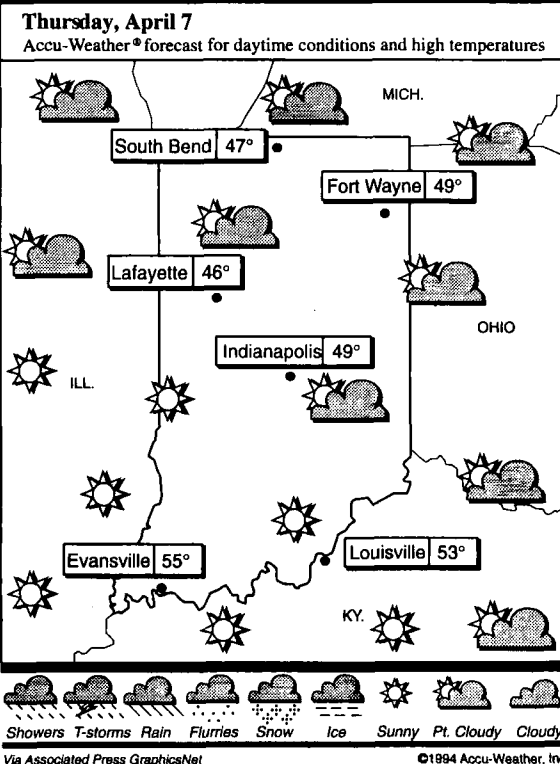 Thursday, April 7
Accu-Weather® forecast for daytime conditions and high temperatures
MICH.
South Bend 47°
Fort Wayne 49°
Lafayette 46°
OHIO
Indianapolis 49°
ILL.
Evansville 55°
Louisville 53°
KY.
Showers T-storms Rain Flurries Snow Ice Sunny Pt. Cloudy Cloudy
Via Associated Press GraphicsNet ©1994 Accu-Weather, In